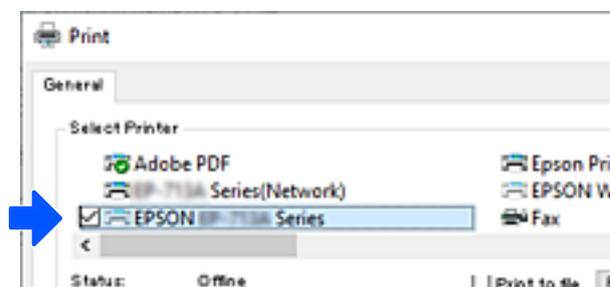 Print
General
Select Printer
Adobe PDF Epson Pri
Series(Network) EPSON W
EPSON Series Fax
Status: Offline Print to file